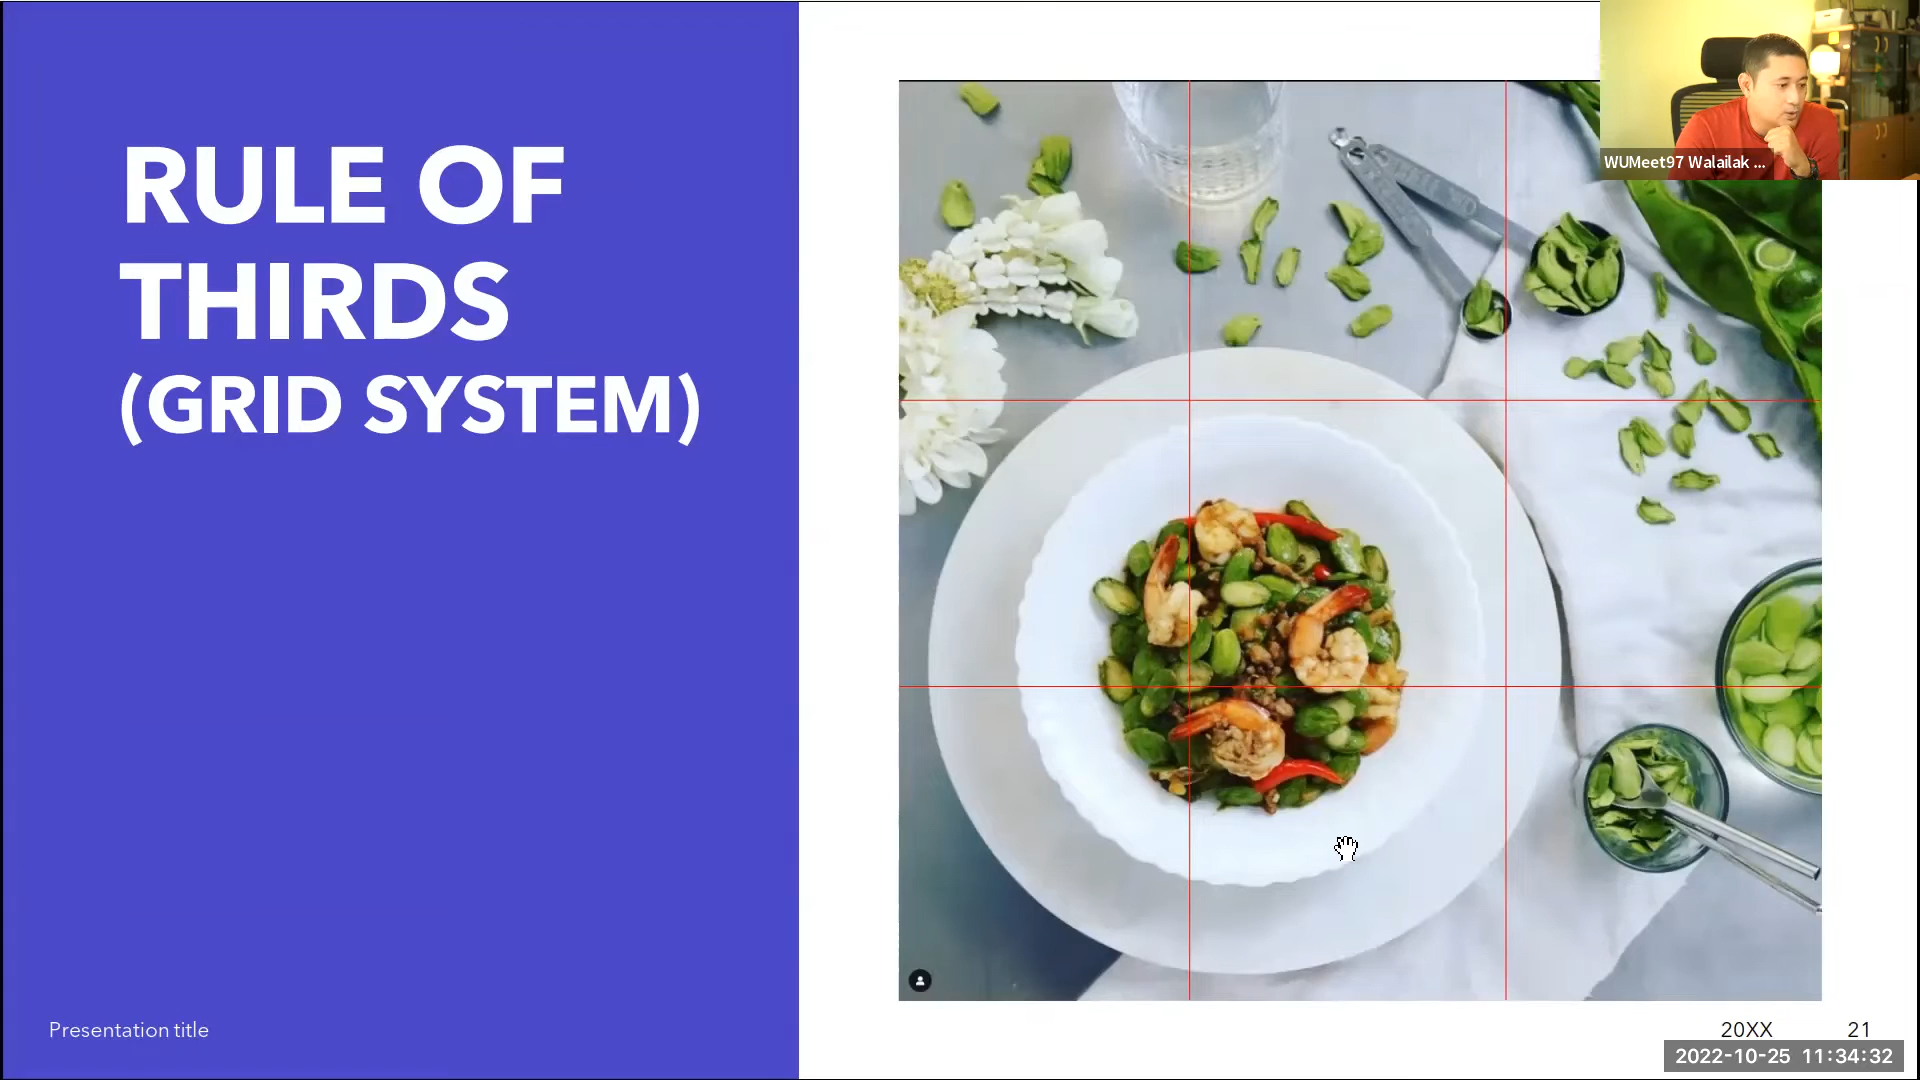 RULE OF
THIRDS
(GRID SYSTEM)
WUMeet97 Walailak ...
Presentation title
20XX
21
2022-10-25 11:34:32